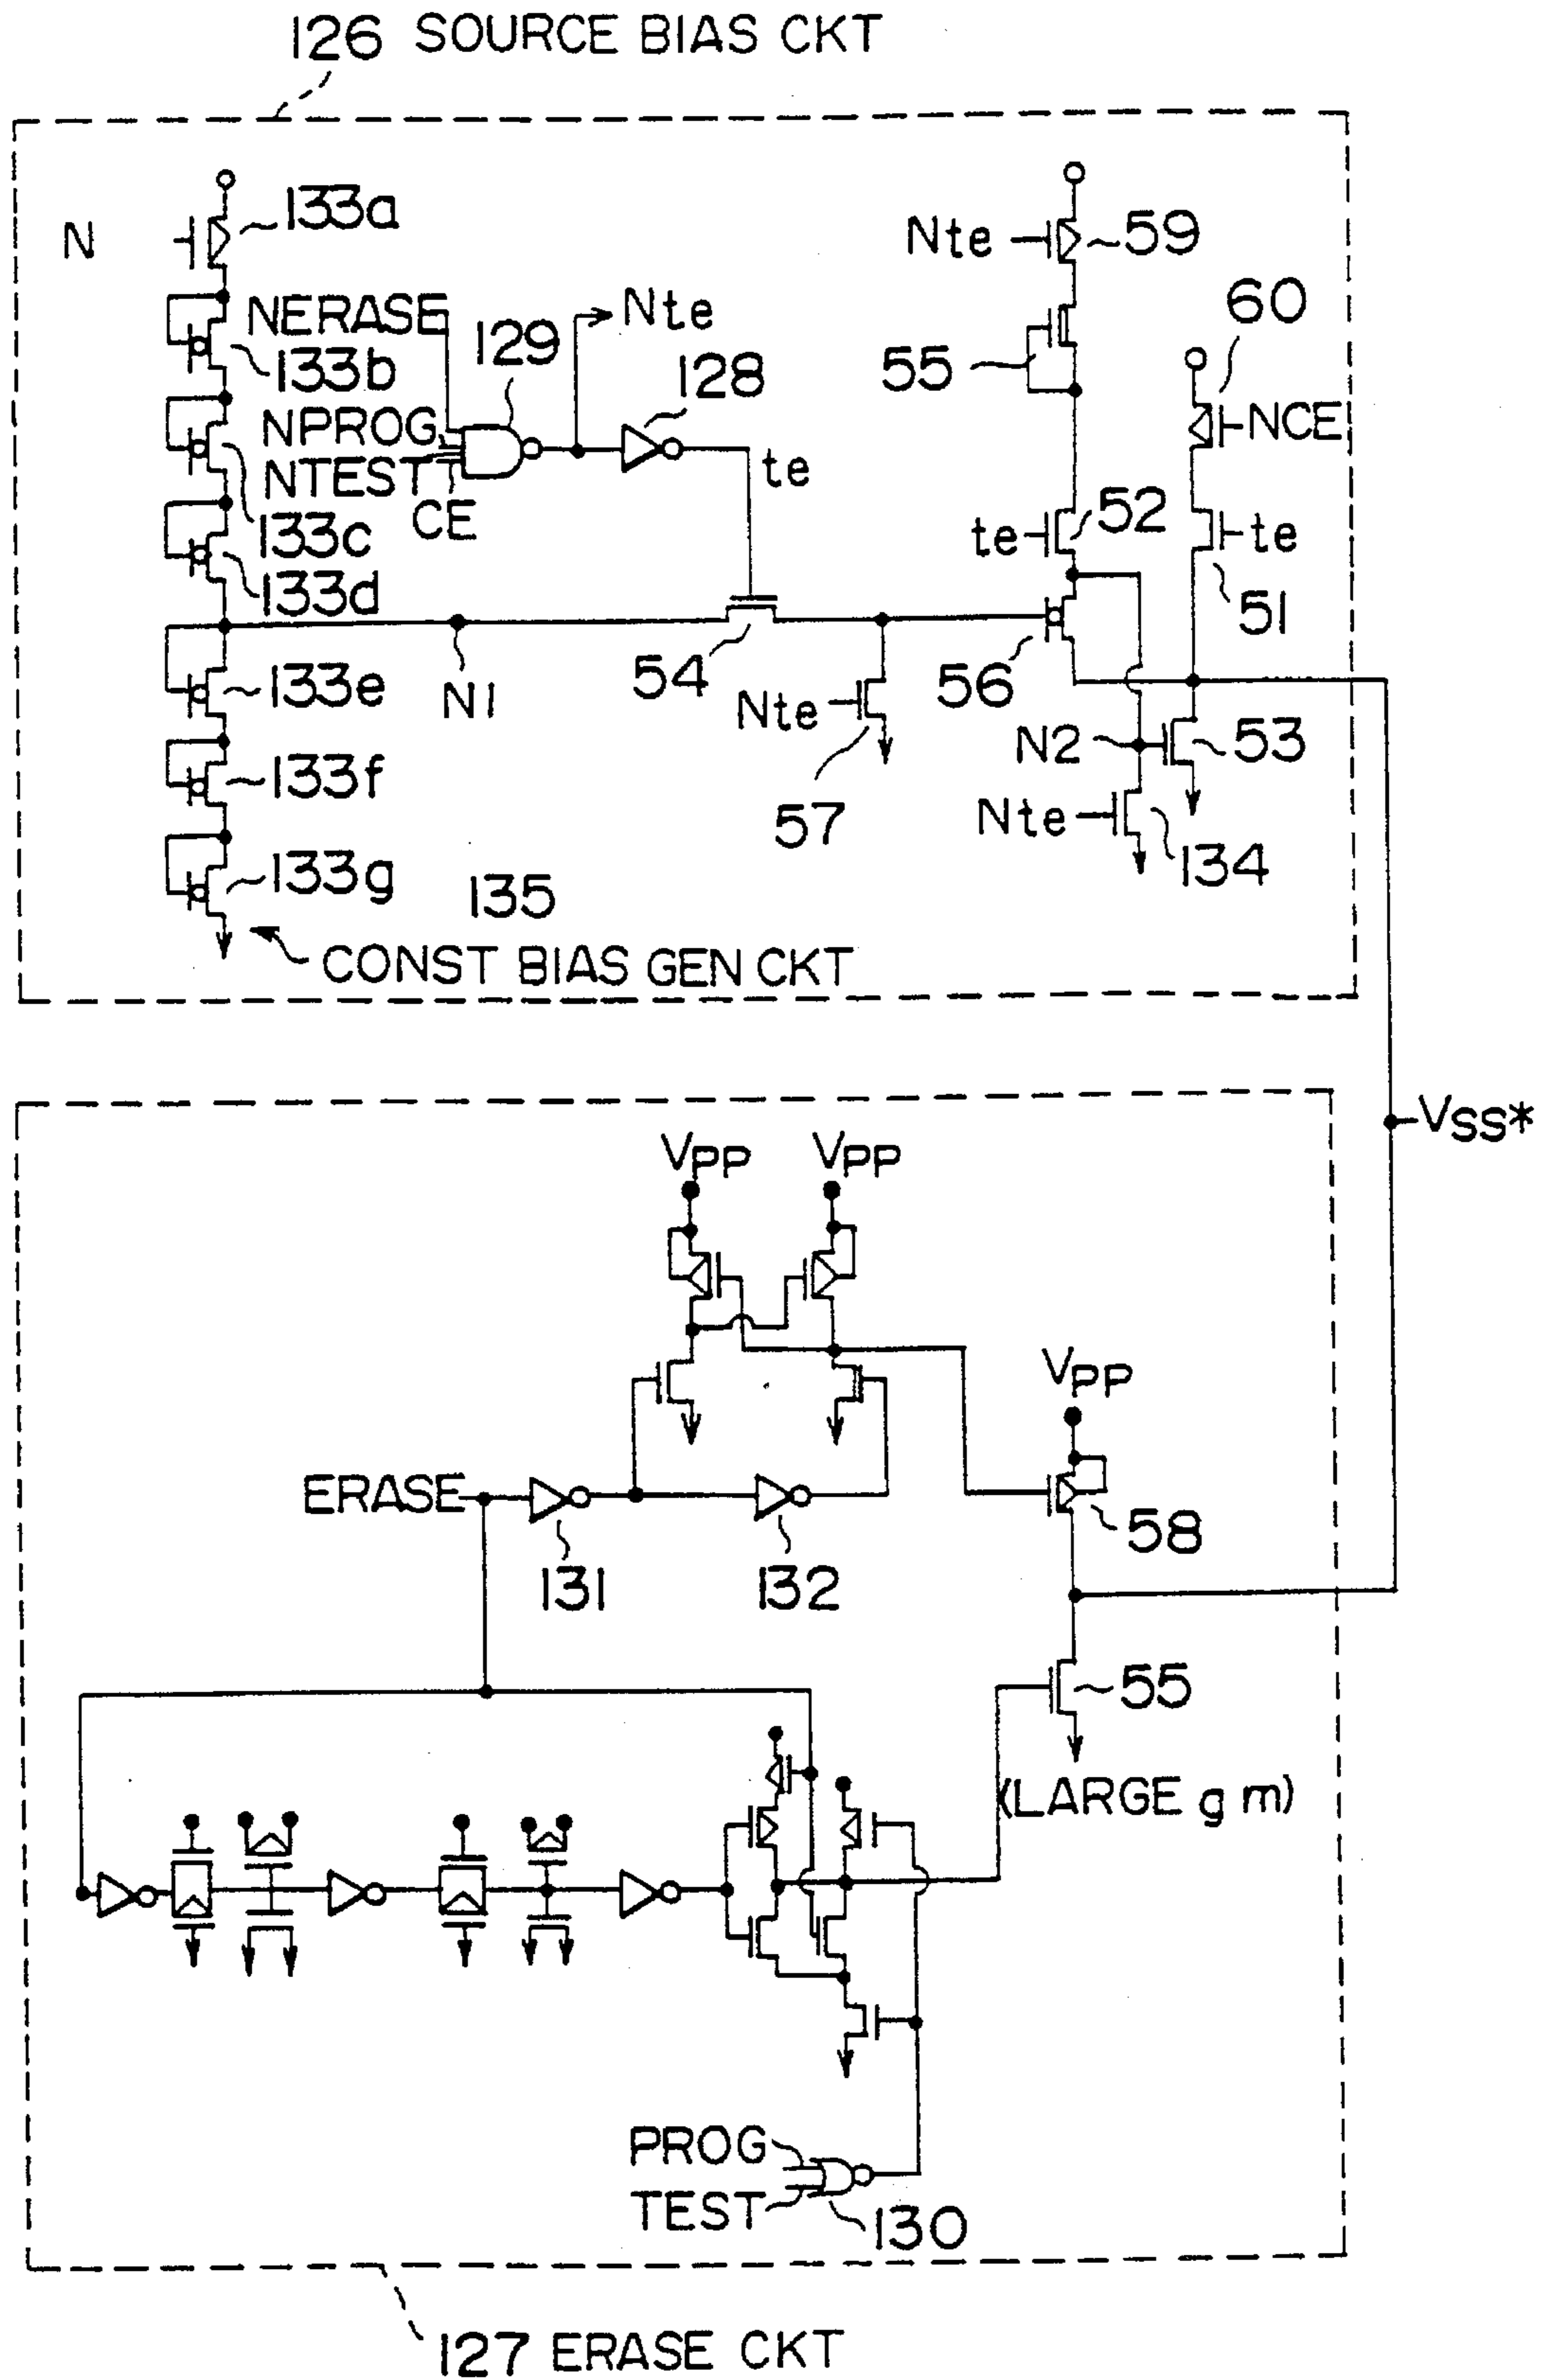 126 SOURCE BIAS CKT
133a
N
Nte
59
NERASE
133b
129
Nte
128
60
55
NCE
NPROG
NTEST
CE
te
te
52
te
133c
133d
51
54
56
133e
N1
Nte
N2
53
133f
57
Nte
134
133g
135
CONST BIAS GEN CKT
VSS*
VPP
VPP
VPP
ERASE
58
131
132
55
(LARGE g m)
PROG
TEST
130
127 ERASE CKT